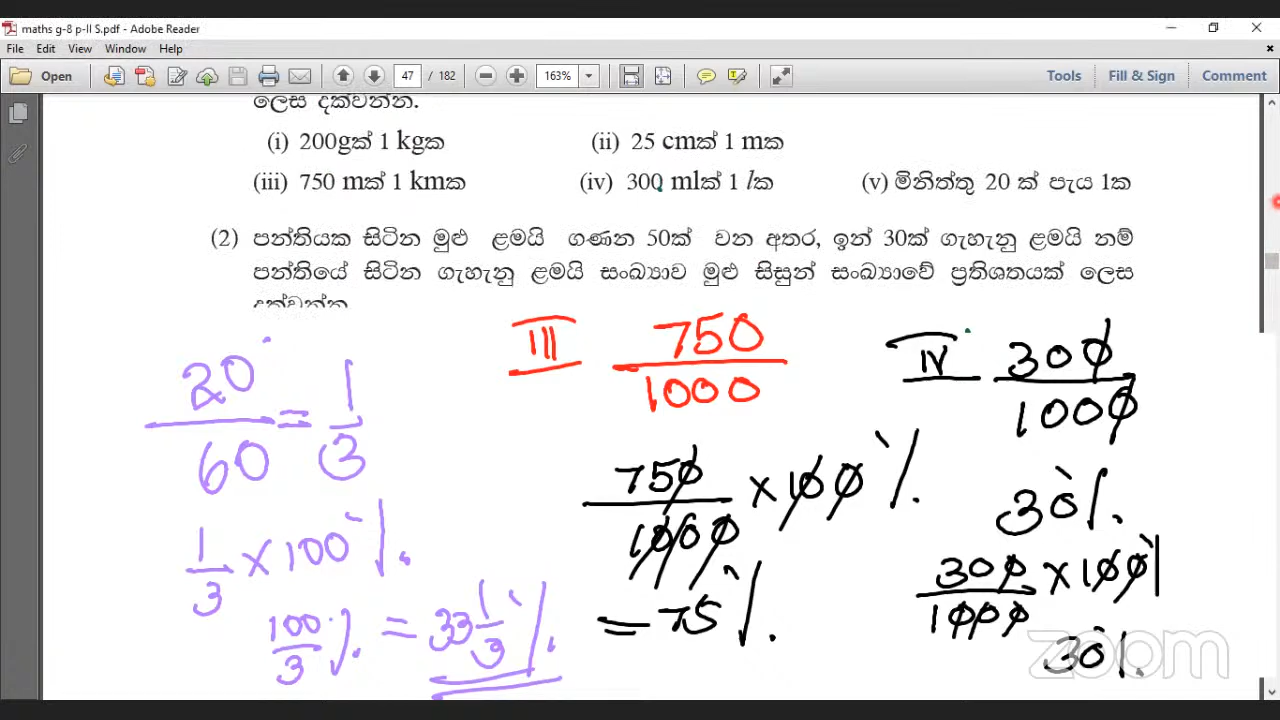 maths g-8 p-II S.pdf - Adobe Reader
File Edit View Window Help
Open 47 / 182 163% Tools Fill & Sign Comment
ලෙස දක්වන්න.
(i) 200gක් 1 kgක (ii) 25 cmක් 1 mක
(iii) 750 mක් 1 kmක (iv) 300 mlක් 1 lක (v) මිනිත්තු 20 ක් පැය 1ක
(2) පන්තියක සිටින මුළු ළමයි ගණන 50ක් වන අතර, ඉන් 30ක් ගැහැනු ළමයි නම්
පන්තියේ සිටින ගැහැනු ළමයි සංඛ්‍යාව මුළු සිසුන් සංඛ්‍යාවේ ප්‍රතිශතයක් ලෙස
දක්වන්න
20/60 = 1/3
1/3 × 100 %
100/3 % = 33 1/3 %
III 750/1000
750/1000 × 100 %
= 75 %
IV 300/1000
30 %
300/1000 × 100 %
30 %
zoom